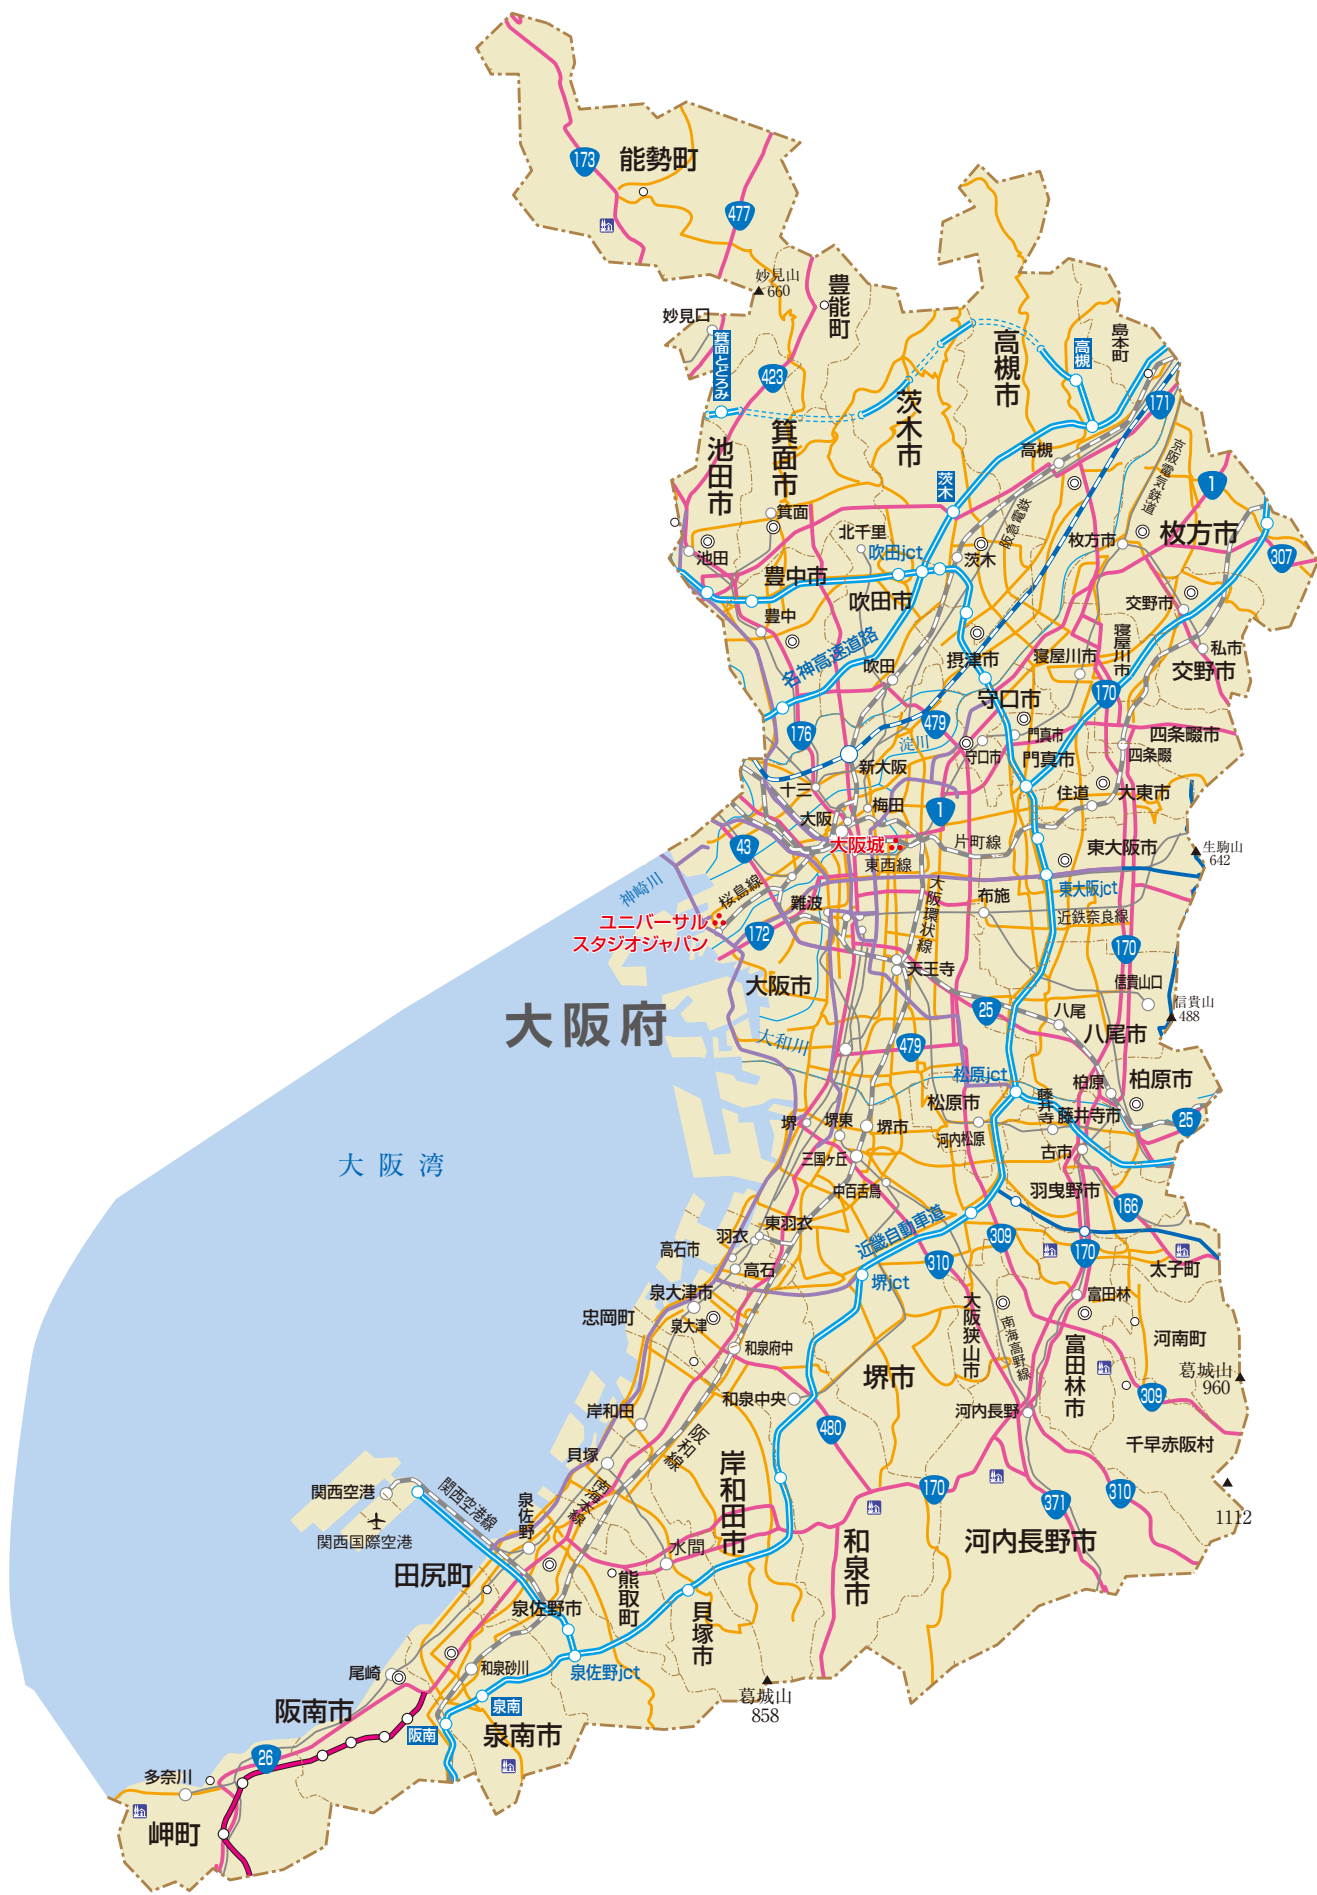 能勢町
173
477
妙見山
660
豊能町
妙見口
箕面とどろみ
423
高槻市
高槻
島本町
171
茨木市
箕面市
池田市
高槻
茨木
京阪電気鉄道
1
阪急電鉄
箕面
北千里
吹田jct
枚方市
枚方市
307
池田
茨木
豊中市
吹田市
交野市
豊中
寝屋川市
名神高速道路
吹田
摂津市
寝屋川市
私市
交野市
守口市
170
479
176
淀川
門真市
四条畷市
守口市
門真市
四条畷
新大阪
十三
梅田
1
住道
大東市
大阪
大阪城
片町線
東大阪市
生駒山
642
43
東西線
神崎川
桜島線
大阪環状線
東大阪jct
難波
布施
近鉄奈良線
ユニバーサル
スタジオジャパン
172
170
天王寺
大阪市
信貴山口
信貴山
488
大阪府
25
八尾
八尾市
大和川
479
松原jct
柏原
柏原市
松原市
藤井寺
藤井寺市
25
堺
堺東
堺市
河内松原
三国ヶ丘
古市
大阪湾
中百舌鳥
羽曳野市
166
東羽衣
羽衣
近畿自動車道
309
高石市
高石
310
170
太子町
堺jct
泉大津市
忠岡町
泉大津
大阪狭山市
富田林
南海高野線
和泉府中
富田林市
河南町
堺市
葛城山
960
和泉中央
309
岸和田
河内長野
480
阪和線
千早赤阪村
貝塚
岸和田市
関西空港
関西空港線
南海本線
170
310
泉佐野
371
1112
関西国際空港
水間
和泉市
河内長野市
田尻町
熊取町
泉佐野市
貝塚市
尾崎
和泉砂川
泉佐野jct
葛城山
858
阪南市
泉南
阪南
泉南市
26
多奈川
岬町